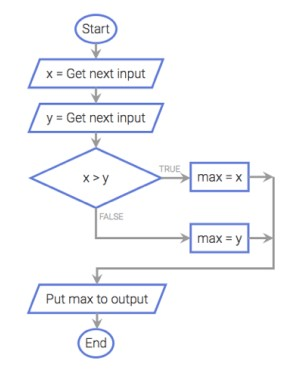 Start
x = Get next input
y = Get next input
x > y
TRUE
max = x
FALSE
max = y
Put max to output
End